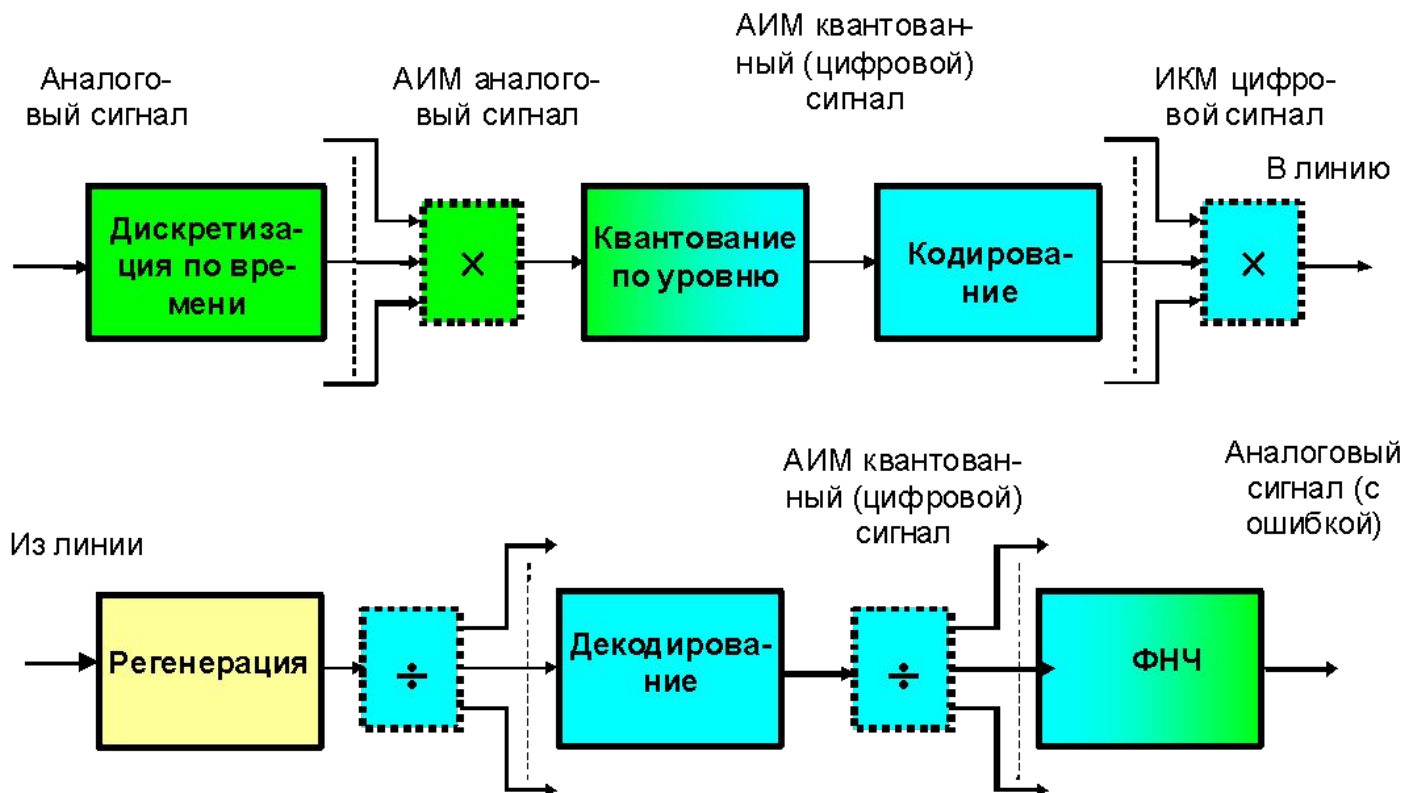 Аналого-
вый сигнал
АИМ аналого-
вый сигнал
АИМ квантован-
ный (цифровой)
сигнал
ИКМ цифро-
вой сигнал
В линию
Дискретиза-
ция по вре-
мени
×
Квантование
по уровню
Кодирова-
ние
×
Из линии
АИМ квантован-
ный (цифровой)
сигнал
Аналоговый
сигнал (с
ошибкой)
Регенерация
÷
Декодирова-
ние
÷
ФНЧ